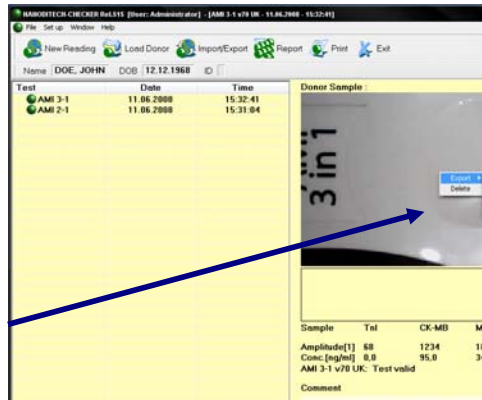 NANODITECH-CHECKER Rel.515 [User: Administrator] - [AMI 3-1 v70 UK - 11.06.2008 - 15:32:41]
File Set up Window Help
New Reading Load Donor Import/Export Report Print Exit
Name DOE, JOHN DOB 12.12.1968 ID
Test Date Time
AMI 3-1 11.06.2008 15:32:41
AMI 2-1 11.06.2008 15:31:04
Donor Sample :
3 in 1
Export
Delete
Sample TnI CK-MB
Amplitude[1] 68 1234
Conc.[ng/ml] 0,0 95,0
AMI 3-1 v70 UK: Test valid
Comment